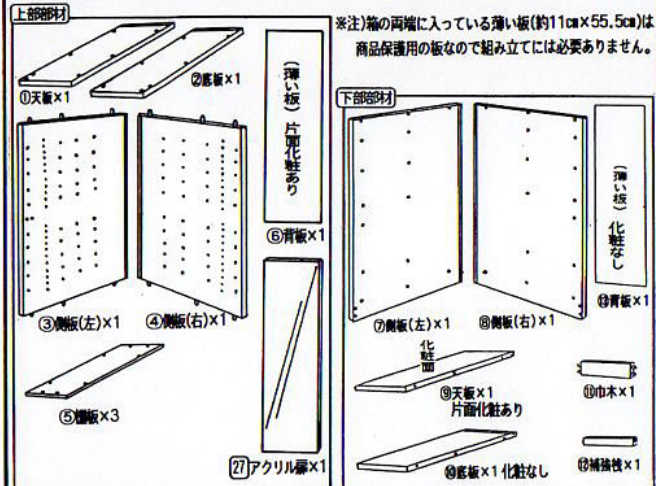 上部部材
※注)箱の両端に入っている薄い板(約11㎝×55.5㎝)は
商品保護用の板なので組み立てには必要ありません。
①天板×1
②底板×1
(薄い板) 片面化粧あり
⑥背板×1
③側板(左)×1
④側板(右)×1
⑤棚板×3
27 アクリル扉×1
下部部材
(薄い板) 化粧なし
⑦側板(左)×1
⑧側板(右)×1
⑬背板×1
化粧面
⑨天板×1
片面化粧あり
巾木×1
⑩底板×1 化粧なし
⑫補強桟×1